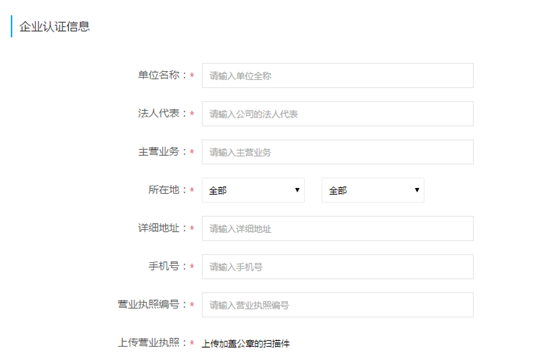 企业认证信息
单位名称：* 请输入单位全称
法人代表：* 请输入公司的法人代表
主营业务：* 请输入主营业务
所在地：* 全部 全部
详细地址：* 请输入详细地址
手机号：* 请输入手机号
营业执照编号：* 请输入营业执照编号
上传营业执照：* 上传加盖公章的扫描件